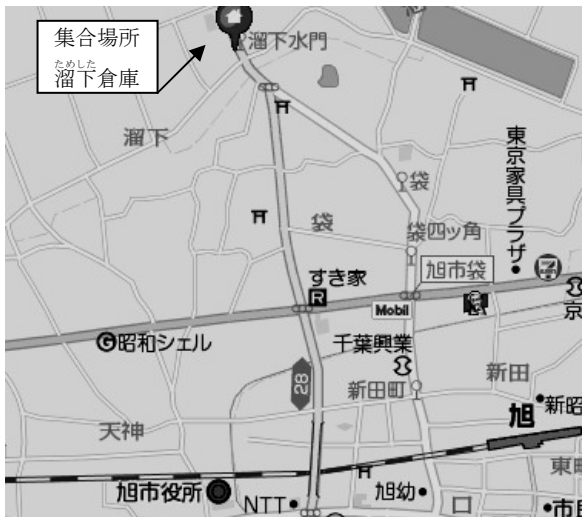 集合場所
ためした
溜下倉庫
溜下水門
溜下
袋
東京家具プラザ
袋
袋四ッ角
旭市袋
すき家
R
Mobil
京
G昭和シェル
千葉興業
28
新田町
新田
新昭
旭
天神
東町
旭市役所
NTT
旭幼
市